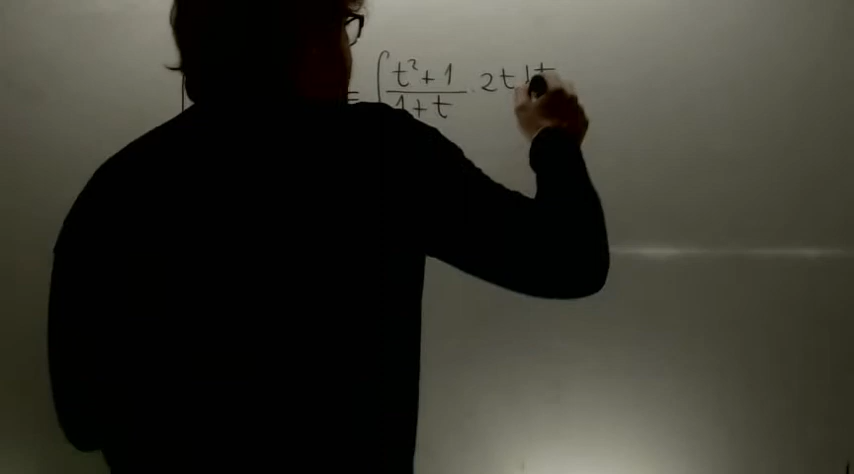 = ∫ (t²+1)/(1+t) · 2t dt